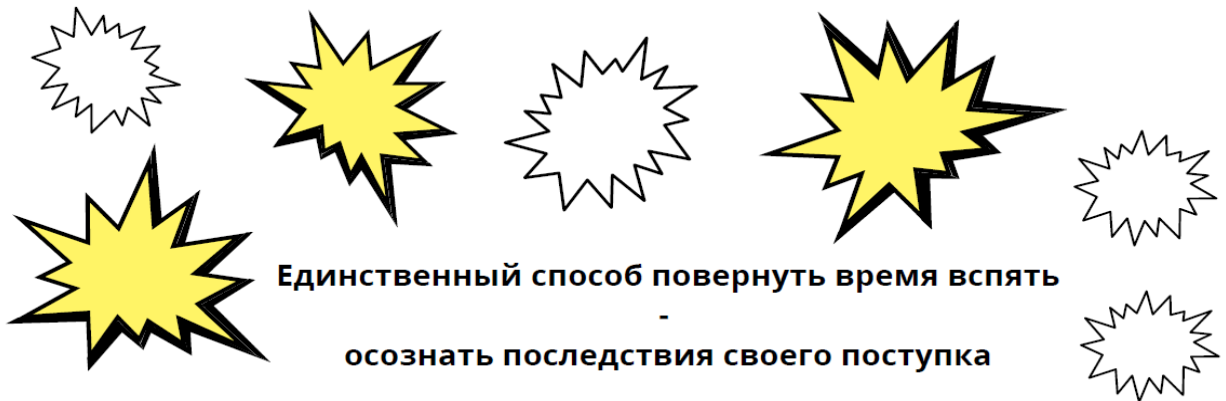 Единственный способ повернуть время вспять
-
осознать последствия своего поступка